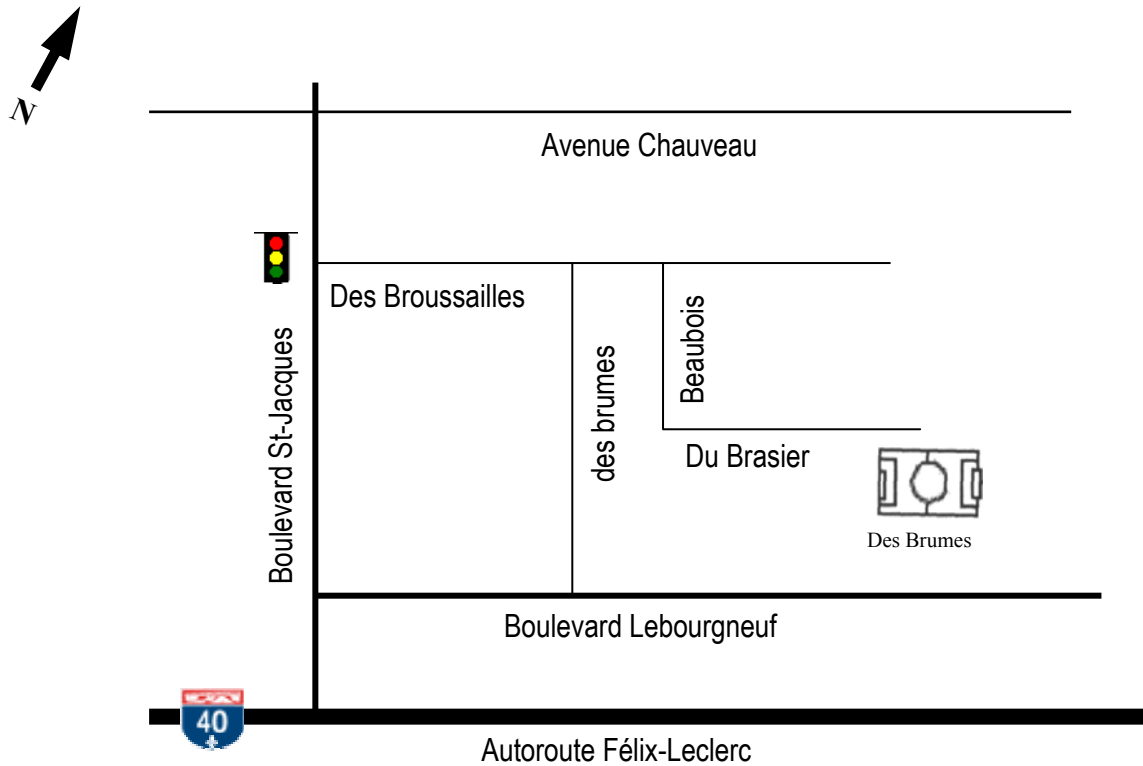 N
Avenue Chauveau
Des Broussailles
Boulevard St-Jacques
des brumes
Beaubois
Du Brasier
Des Brumes
Boulevard Lebourgneuf
40
Autoroute Félix-Leclerc